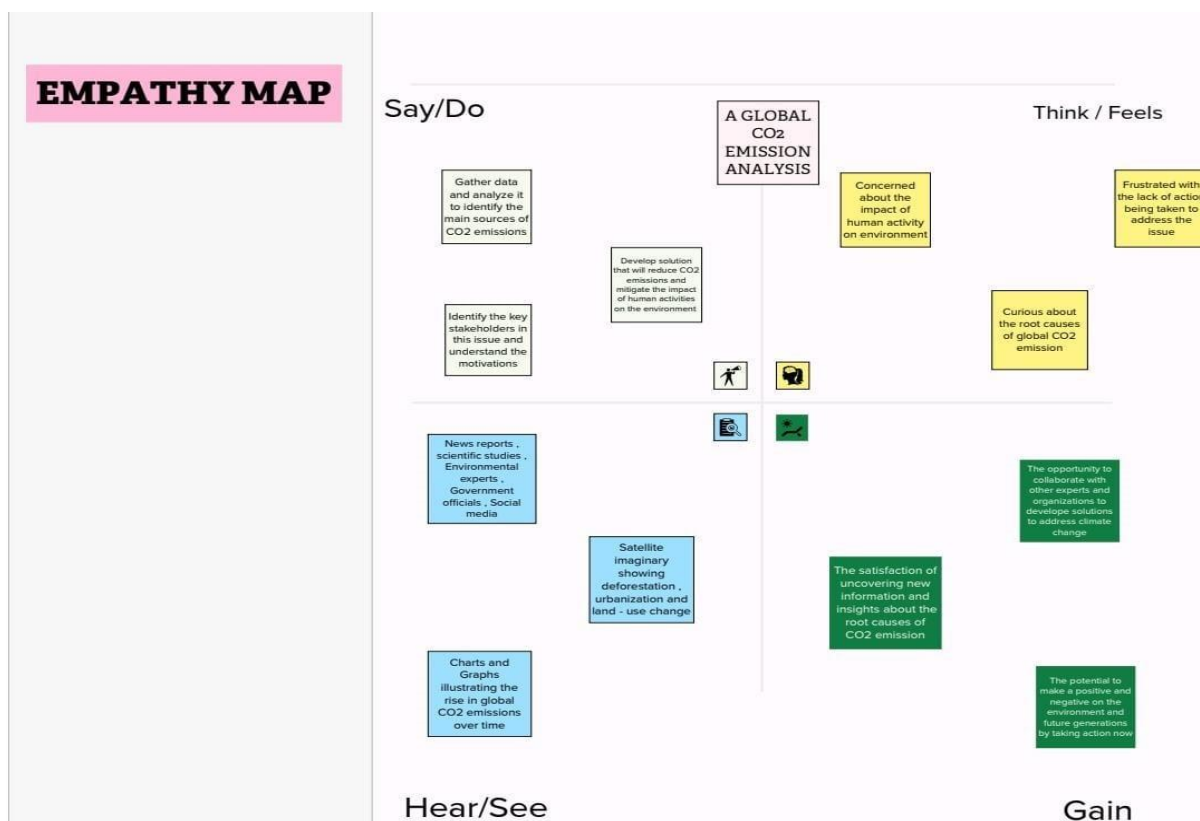 EMPATHY MAP
Say/Do
A GLOBAL
CO2
EMISSION
ANALYSIS
Think / Feels
Gather data
and analyze it
to identify the
main sources of
CO2 emissions
Develop solution
that will reduce CO2
emissions and
mitigate the impact
of human activities
on the environment
Identify the key
stakeholders in
this issue and
understand the
motivations
Concerned
about the
impact of
human activity
on environment
Frustrated with
the lack of actio
being taken to
address the
issue
Curious about
the root causes
of global CO2
emission
News reports ,
scientific studies ,
Environmental
experts ,
Government
officials , Social
media
Satellite
imaginary
showing
deforestation ,
urbanization and
land - use change
Charts and
Graphs
illustrating the
rise in global
CO2 emissions
over time
The opportunity to
collaborate with
other experts and
organizations to
develope solutions
to address climate
change
The satisfaction of
uncovering new
information and
insights about the
root causes of
CO2 emission
The potential to
make a positive and
negative on the
environment and
future generations
by taking action now
Hear/See
Gain